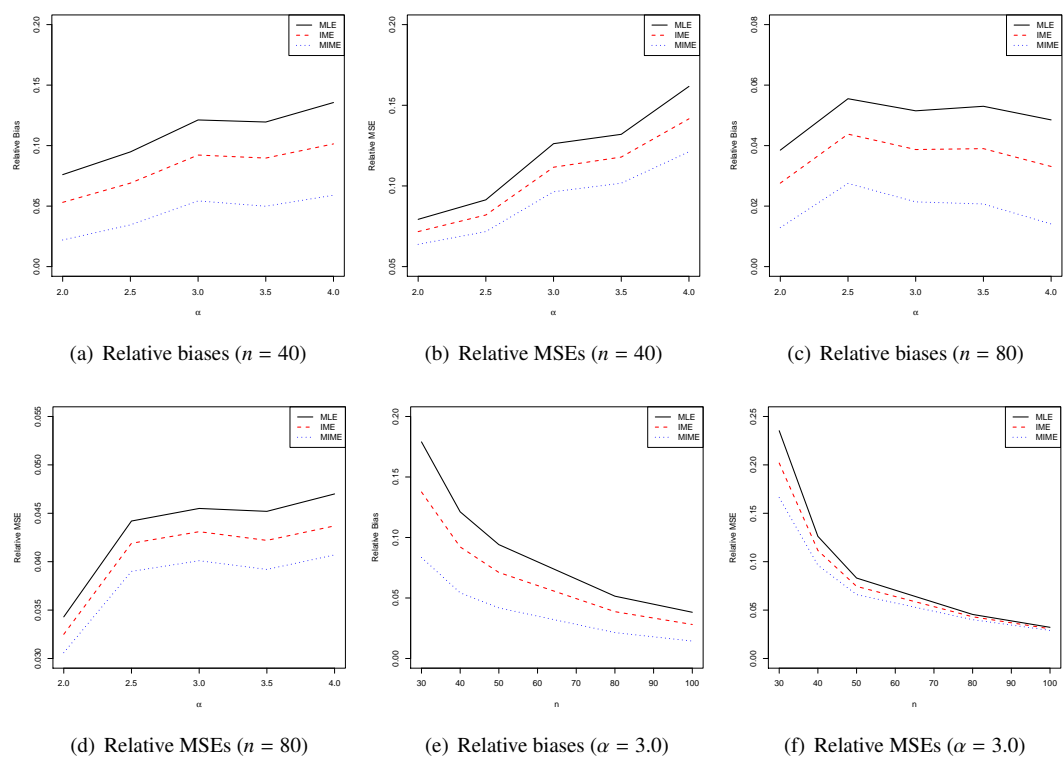 MLE
IME
MIME
Relative Bias
0.00 0.05 0.10 0.15 0.20
2.0 2.5 3.0 3.5 4.0
α
(a) Relative biases (n = 40)
MLE
IME
MIME
Relative MSE
0.05 0.10 0.15 0.20
2.0 2.5 3.0 3.5 4.0
α
(b) Relative MSEs (n = 40)
MLE
IME
MIME
Relative Bias
0.00 0.02 0.04 0.06 0.08
2.0 2.5 3.0 3.5 4.0
α
(c) Relative biases (n = 80)
MLE
IME
MIME
Relative MSE
0.030 0.035 0.040 0.045 0.050 0.055
2.0 2.5 3.0 3.5 4.0
α
(d) Relative MSEs (n = 80)
MLE
IME
MIME
Relative Bias
0.00 0.05 0.10 0.15 0.20
30 40 50 60 70 80 90 100
n
(e) Relative biases (α = 3.0)
MLE
IME
MIME
Relative MSE
0.00 0.05 0.10 0.15 0.20 0.25
30 40 50 60 70 80 90 100
n
(f) Relative MSEs (α = 3.0)